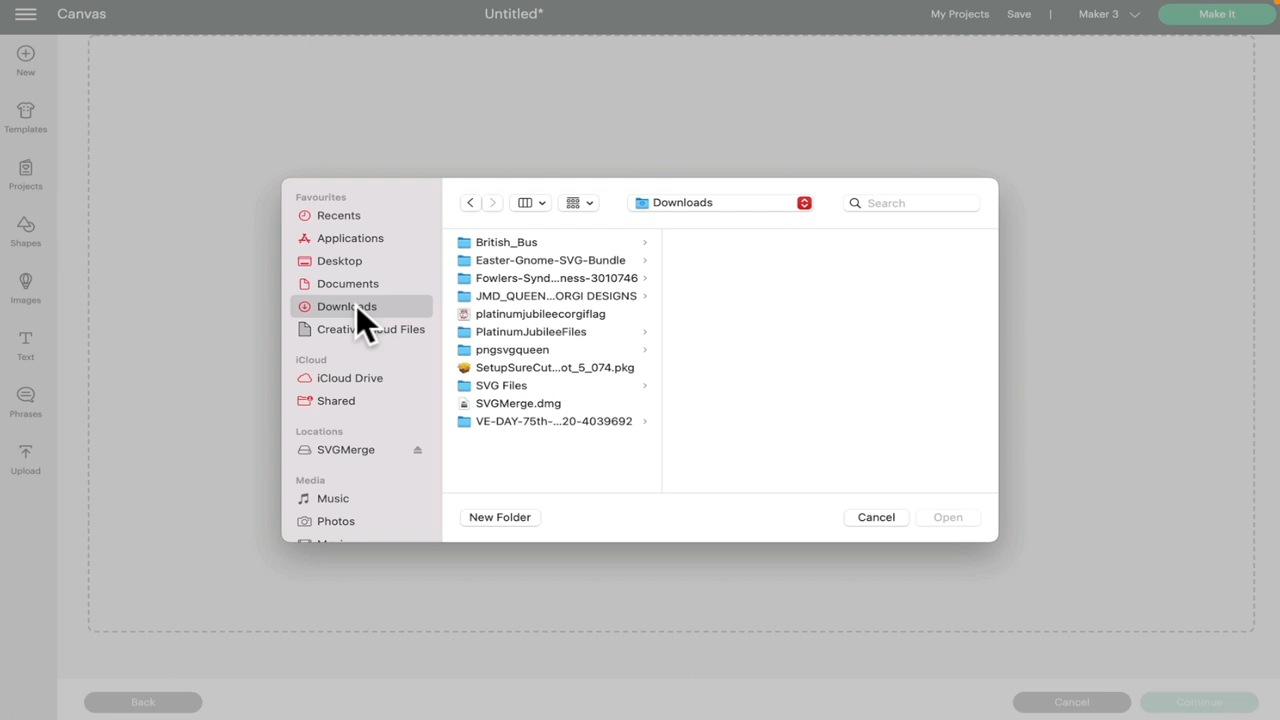 Canvas
Untitled*
My Projects
Save
|
Maker 3
Make It
New
Templates
Projects
Shapes
Images
Text
Phrases
Upload
Favourites
Recents
Applications
Desktop
Documents
Downloads
iCloud
iCloud Drive
Shared
Locations
SVGMerge
Media
Music
Photos
Downloads
Search
British_Bus
Easter-Gnome-SVG-Bundle
Fowlers-Synd...ness-3010746
JMD_QUEEN...ORGI DESIGNS
platinumjubileecorgiflag
PlatinumJubileeFiles
pngsvgqueen
SetupSureCut...ot_5_074.pkg
SVG Files
SVGMerge.dmg
VE-DAY-75th-...20-4039692
New Folder
Cancel
Open
Back
Cancel
Continue